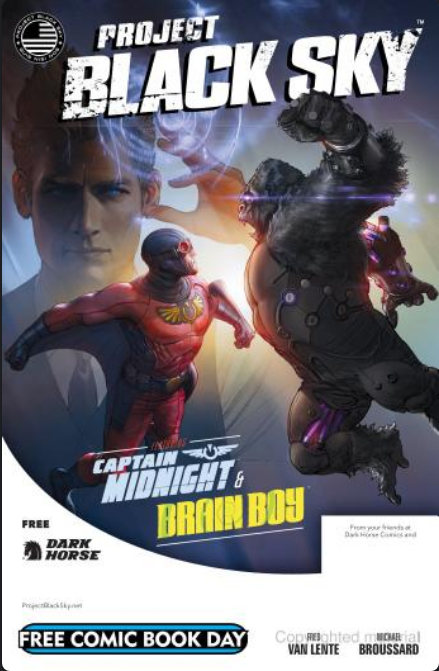 PROJECT
BLACK SKY
TM
CAPTAIN
MIDNIGHT &
BRAIN BOY
FREE
DARK
HORSE
From your friends at
Dark Horse Comics and
ProjectBlackSky.net
FREE COMIC BOOK DAY
Copyrighted material
FRED
VAN LENTE
MICHAEL
BROUSSARD